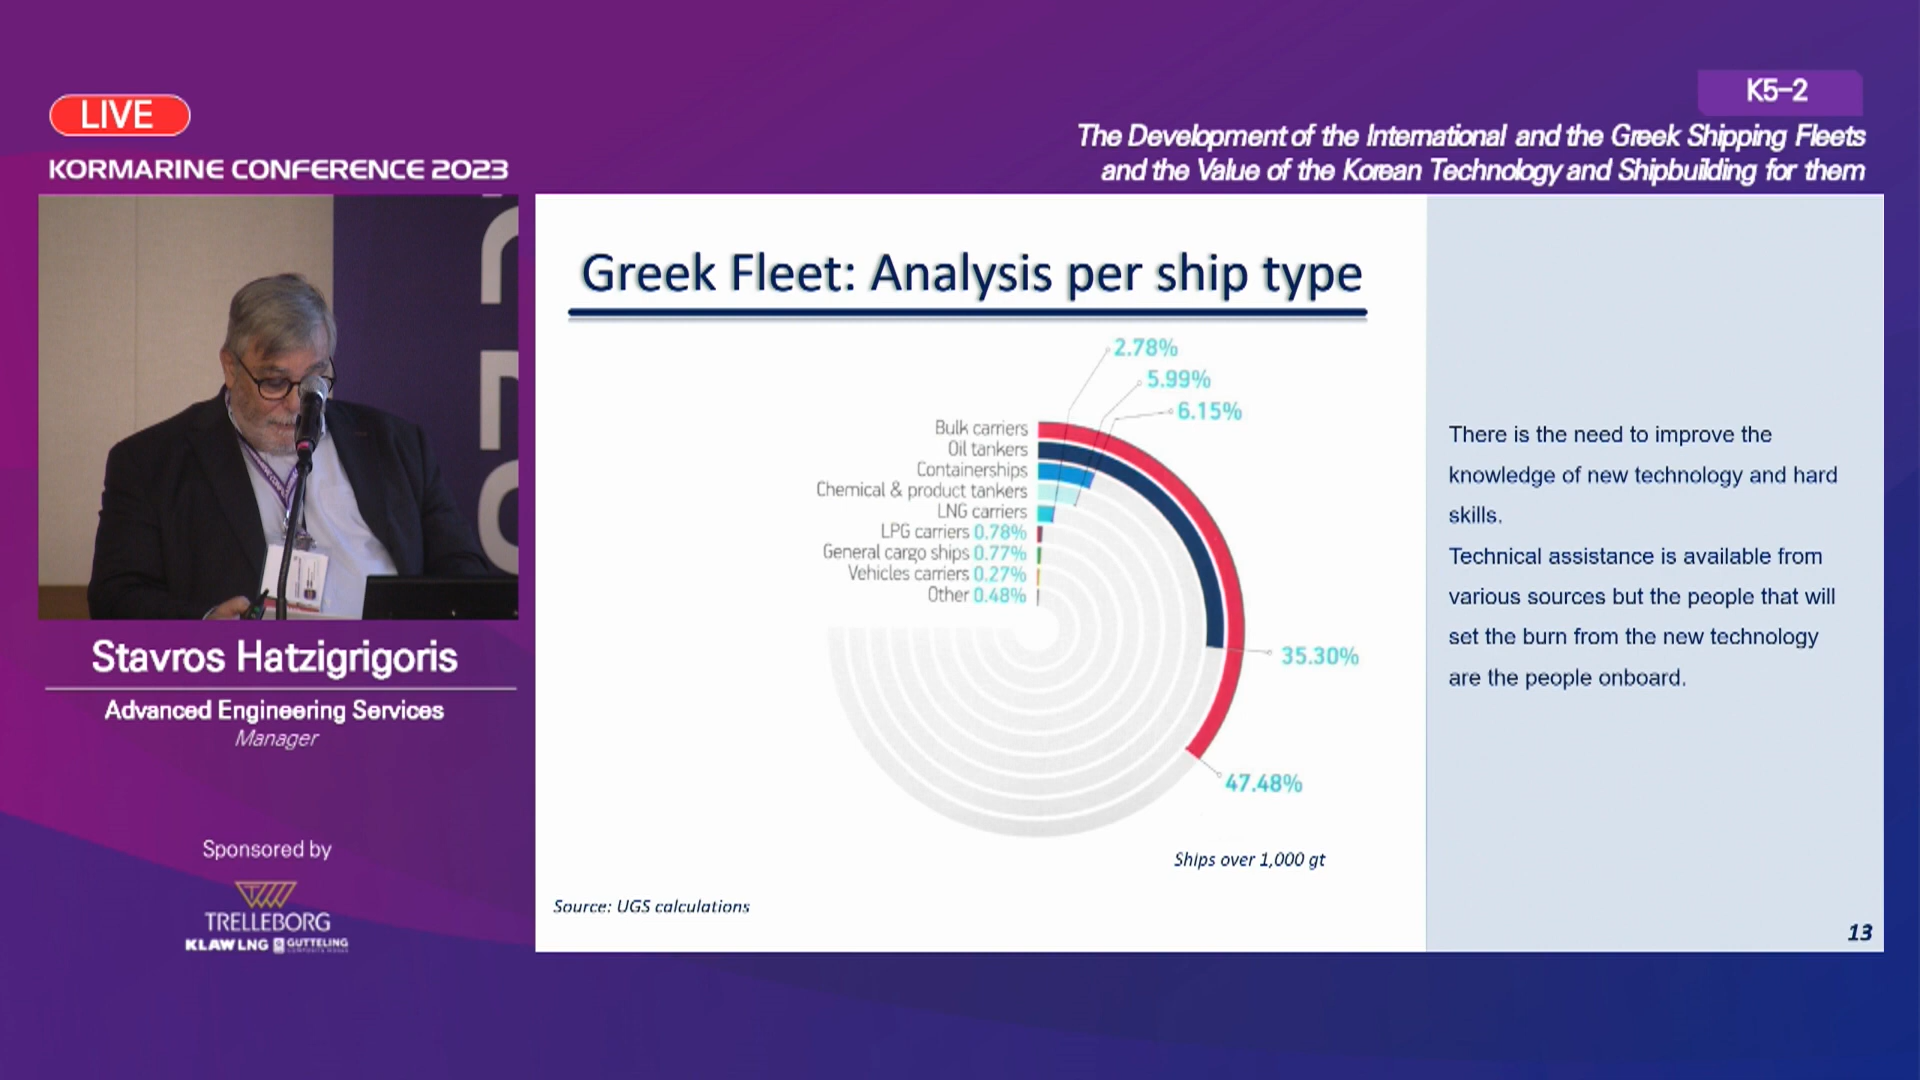 LIVE
KORMARINE CONFERENCE 2023
K5-2
The Development of the International and the Greek Shipping Fleets
and the Value of the Korean Technology and Shipbuilding for them
Stavros Hatzigrigoris
Advanced Engineering Services
Manager
Sponsored by
TRELLEBORG
KLAW LNG GUTTELING
Greek Fleet: Analysis per ship type
2.78%
5.99%
6.15%
Bulk carriers
Oil tankers
Containerships
Chemical & product tankers
LNG carriers
LPG carriers 0.78%
General cargo ships 0.77%
Vehicles carriers 0.27%
Other 0.48%
35.30%
47.48%
Ships over 1,000 gt
Source: UGS calculations
There is the need to improve the
knowledge of new technology and hard
skills.
Technical assistance is available from
various sources but the people that will
set the burn from the new technology
are the people onboard.
13